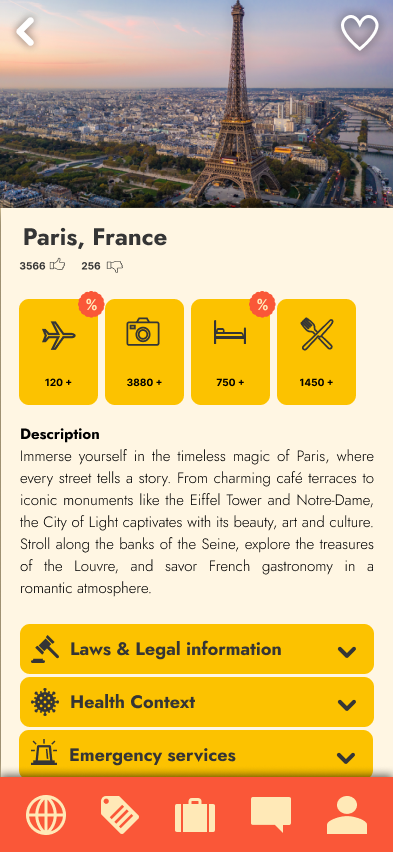 Paris, France
3566 256
% %
120 + 3880 + 750 + 1450 +
Description
Immerse yourself in the timeless magic of Paris, where
every street tells a story. From charming café terraces to
iconic monuments like the Eiffel Tower and Notre-Dame,
the City of Light captivates with its beauty, art and culture.
Stroll along the banks of the Seine, explore the treasures
of the Louvre, and savor French gastronomy in a
romantic atmosphere.
Laws & Legal information
Health Context
Emergency services